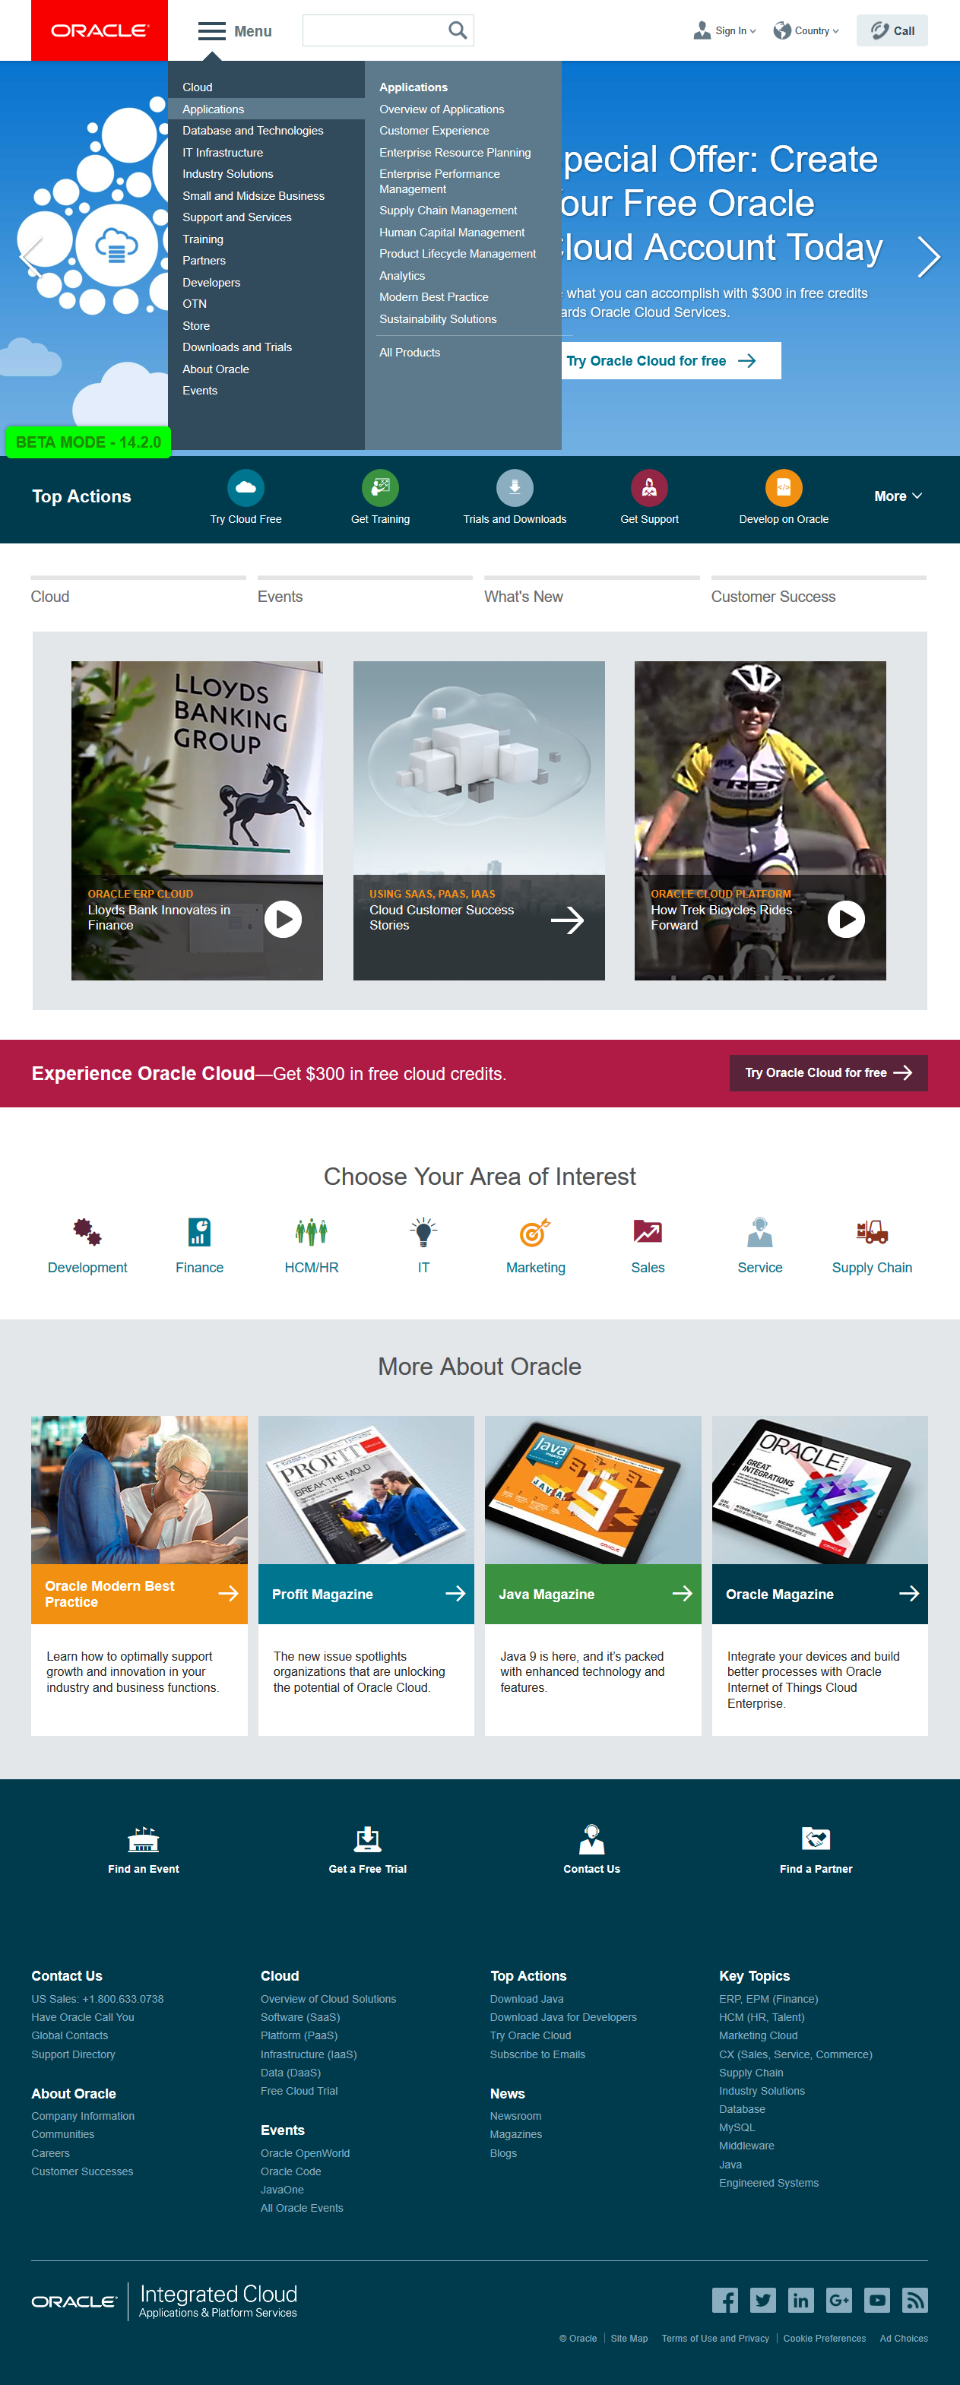 ORACLE
Menu
Sign In
Country
Call
Cloud
Applications
Database and Technologies
IT Infrastructure
Industry Solutions
Small and Midsize Business
Support and Services
Training
Partners
Developers
OTN
Store
Downloads and Trials
About Oracle
Events
Applications
Overview of Applications
Customer Experience
Enterprise Resource Planning
Enterprise Performance
Management
Supply Chain Management
Human Capital Management
Product Lifecycle Management
Analytics
Modern Best Practice
Sustainability Solutions
All Products
pecial Offer: Create
our Free Oracle
loud Account Today
what you can accomplish with $300 in free credits
ards Oracle Cloud Services.
Try Oracle Cloud for free
BETA MODE - 14.2.0
Top Actions
Try Cloud Free
Get Training
Trials and Downloads
Get Support
Develop on Oracle
More
Cloud
Events
What's New
Customer Success
LLOYDS
BANKING
GROUP
ORACLE ERP CLOUD
Lloyds Bank Innovates in
Finance
USING SAAS, PAAS, IAAS
Cloud Customer Success
Stories
TREK
ORACLE CLOUD PLATFORM
How Trek Bicycles Rides
Forward
Experience Oracle Cloud—Get $300 in free cloud credits.
Try Oracle Cloud for free
Choose Your Area of Interest
Development
Finance
HCM/HR
IT
Marketing
Sales
Service
Supply Chain
More About Oracle
PROFIT
BREAK THE MOLD
Java
JAVA
ORACLE
GREAT
INTEGRATIONS
Oracle Modern Best
Practice
Profit Magazine
Java Magazine
Oracle Magazine
Learn how to optimally support
growth and innovation in your
industry and business functions.
The new issue spotlights
organizations that are unlocking
the potential of Oracle Cloud.
Java 9 is here, and it's packed
with enhanced technology and
features.
Integrate your devices and build
better processes with Oracle
Internet of Things Cloud
Enterprise.
Find an Event
Get a Free Trial
Contact Us
Find a Partner
Contact Us
US Sales: +1.800.633.0738
Have Oracle Call You
Global Contacts
Support Directory
About Oracle
Company Information
Communities
Careers
Customer Successes
Cloud
Overview of Cloud Solutions
Software (SaaS)
Platform (PaaS)
Infrastructure (IaaS)
Data (DaaS)
Free Cloud Trial
Events
Oracle OpenWorld
Oracle Code
JavaOne
All Oracle Events
Top Actions
Download Java
Download Java for Developers
Try Oracle Cloud
Subscribe to Emails
News
Newsroom
Magazines
Blogs
Key Topics
ERP, EPM (Finance)
HCM (HR, Talent)
Marketing Cloud
CX (Sales, Service, Commerce)
Supply Chain
Industry Solutions
Database
MySQL
Middleware
Java
Engineered Systems
ORACLE
Integrated Cloud
Applications & Platform Services
© Oracle
Site Map
Terms of Use and Privacy
Cookie Preferences
Ad Choices